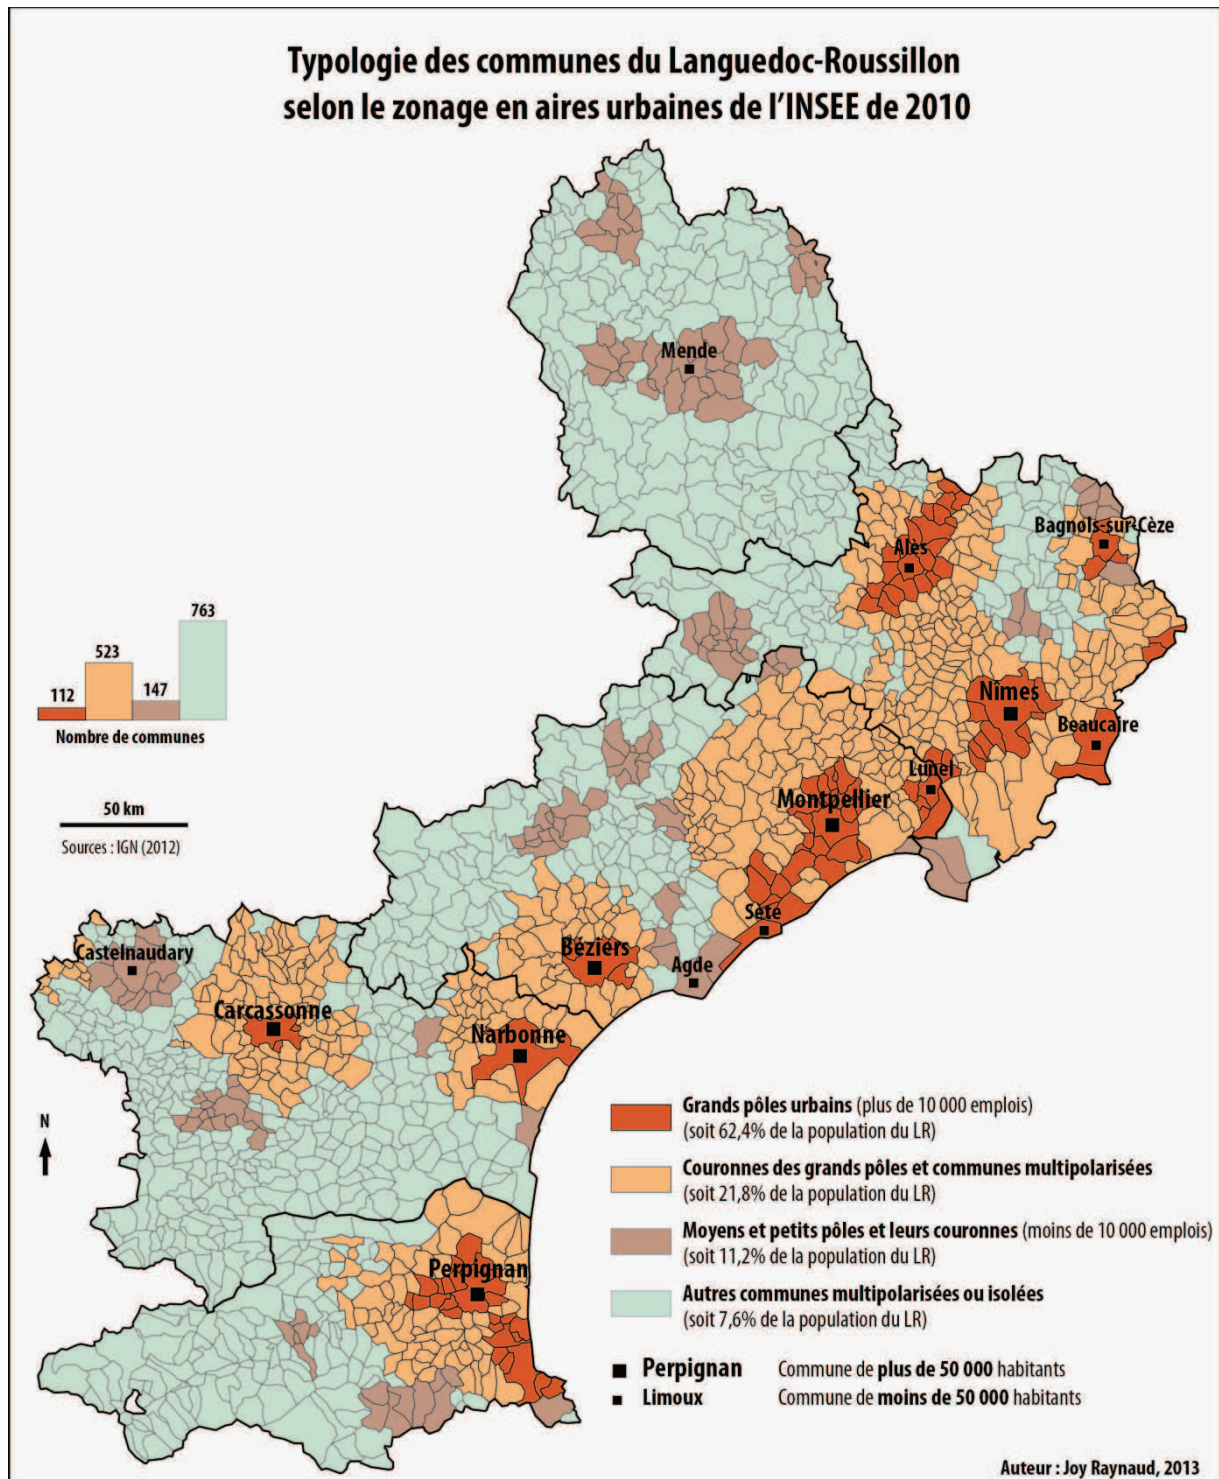 Typologie des communes du Languedoc-Roussillon
selon le zonage en aires urbaines de l'INSEE de 2010
Mende
Bagnols-sur-Cèze
Alès
763
523
147
112
Nombre de communes
Nîmes
Beaucaire
Lunel
Montpellier
50 km
Sources : IGN (2012)
Sète
Béziers
Agde
Castelnaudary
Carcassonne
Narbonne
N
Grands pôles urbains (plus de 10 000 emplois)
(soit 62,4% de la population du LR)
Couronnes des grands pôles et communes multipolarisées
(soit 21,8% de la population du LR)
Moyens et petits pôles et leurs couronnes (moins de 10 000 emplois)
(soit 11,2% de la population du LR)
Autres communes multipolarisées ou isolées
(soit 7,6% de la population du LR)
Perpignan
Perpignan Commune de plus de 50 000 habitants
Limoux Commune de moins de 50 000 habitants
Auteur : Joy Raynaud, 2013